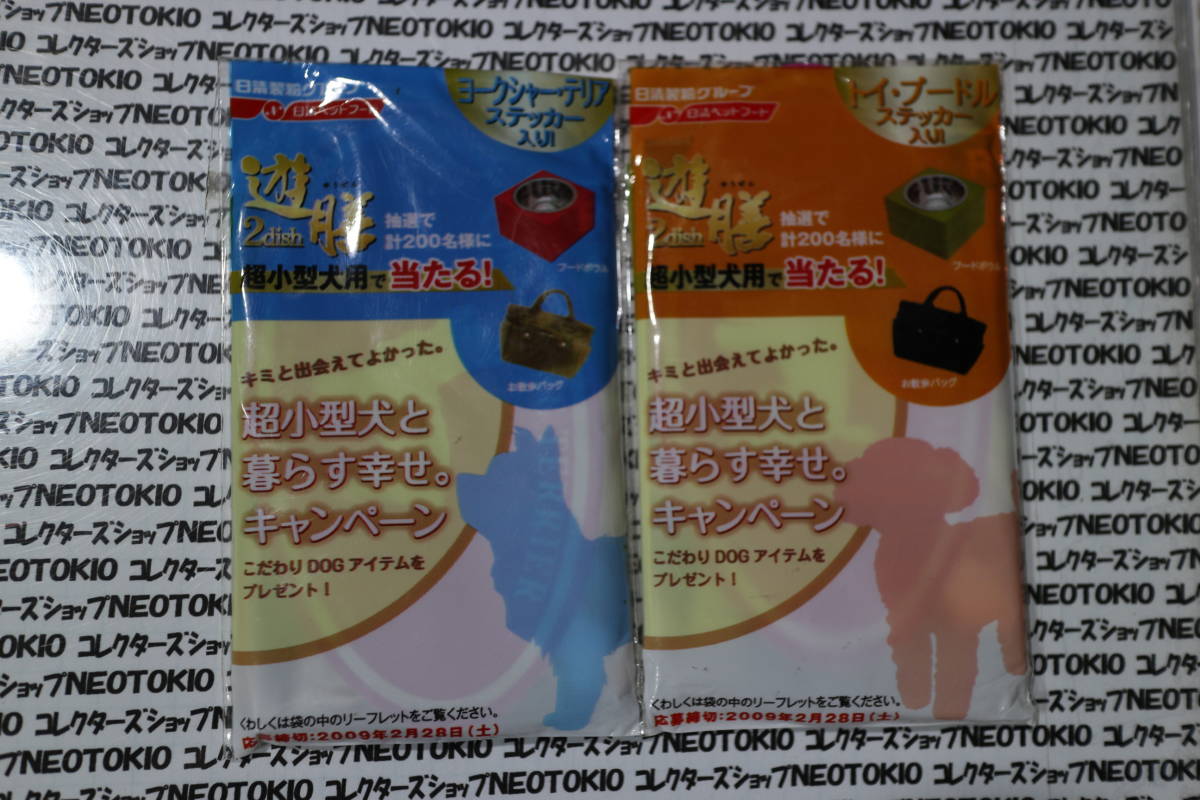 日清製粉グループ
日清ペットフード
ヨークシャー・テリア
ステッカー
入り!
遊膳
ゆうぜん
2dish
抽選で
計200名様に
超小型犬用で当たる!
フードボウル
お散歩バッグ
キミと出会えてよかった。
超小型犬と
暮らす幸せ。
キャンペーン
こだわりDOGアイテムを
プレゼント!
TERRIER
くわしくは袋の中のリーフレットをご覧ください。
応募締切:2009年2月28日(土)
日清製粉グループ
日清ペットフード
トイ・プードル
ステッカー
入り!
遊膳
ゆうぜん
2dish
抽選で
計200名様に
超小型犬用で当たる!
フードボウル
お散歩バッグ
キミと出会えてよかった。
超小型犬と
暮らす幸せ。
キャンペーン
こだわりDOGアイテムを
プレゼント!
くわしくは袋の中のリーフレットをご覧ください。
応募締切:2009年2月28日(土)
コレクターズショップNEOTOKIO